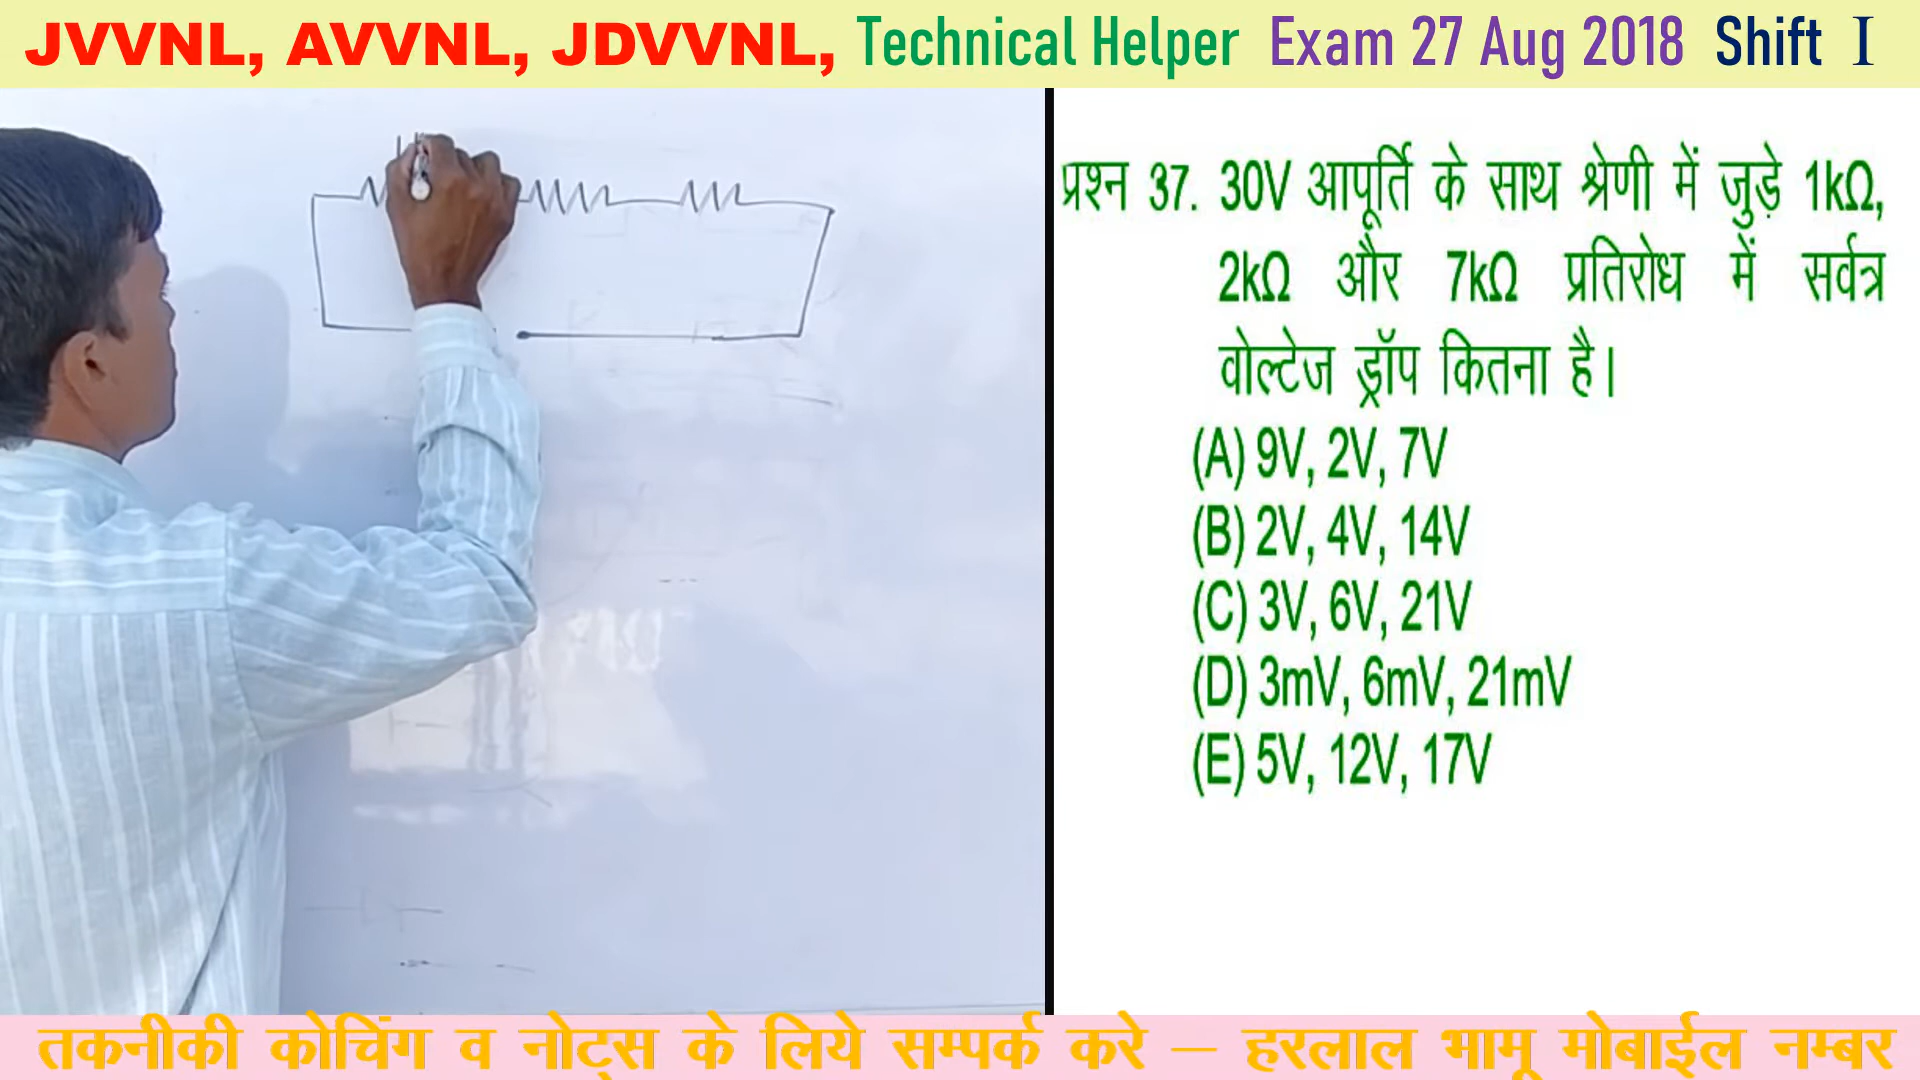 JVVNL, AVVNL, JDVVNL, Technical Helper Exam 27 Aug 2018 Shift I
प्रश्न 37. 30V आपूर्ति के साथ श्रेणी में जुड़े 1kΩ,
2kΩ और 7kΩ प्रतिरोध में सर्वत्र
वोल्टेज ड्रॉप कितना है।
(A) 9V, 2V, 7V
(B) 2V, 4V, 14V
(C) 3V, 6V, 21V
(D) 3mV, 6mV, 21mV
(E) 5V, 12V, 17V
तकनीकी कोचिंग व नोट्स के लिये सम्पर्क करे – हरलाल भामू मोबाईल नम्बर